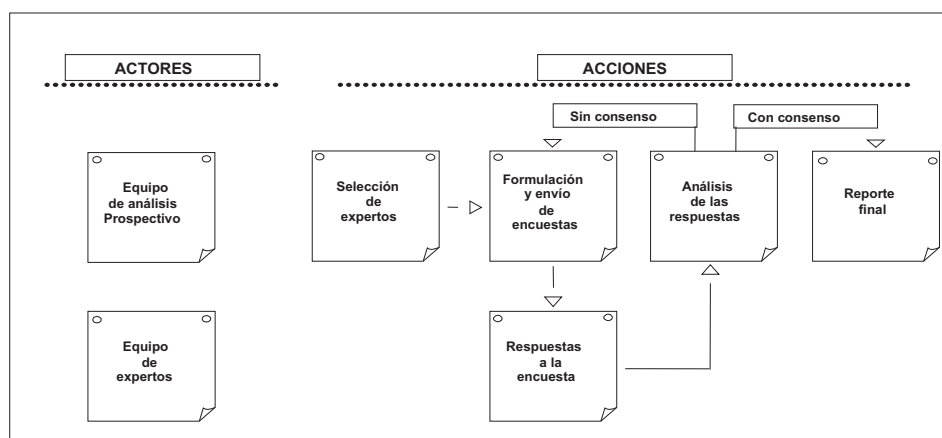 ACTORES
ACCIONES
Sin consenso
Con consenso
Equipo
de análisis
Prospectivo
Selección
de
expertos
Formulación
y envío
de
encuestas
Análisis
de las
respuestas
Reporte
final
Equipo
de
expertos
Respuestas
a la
encuesta